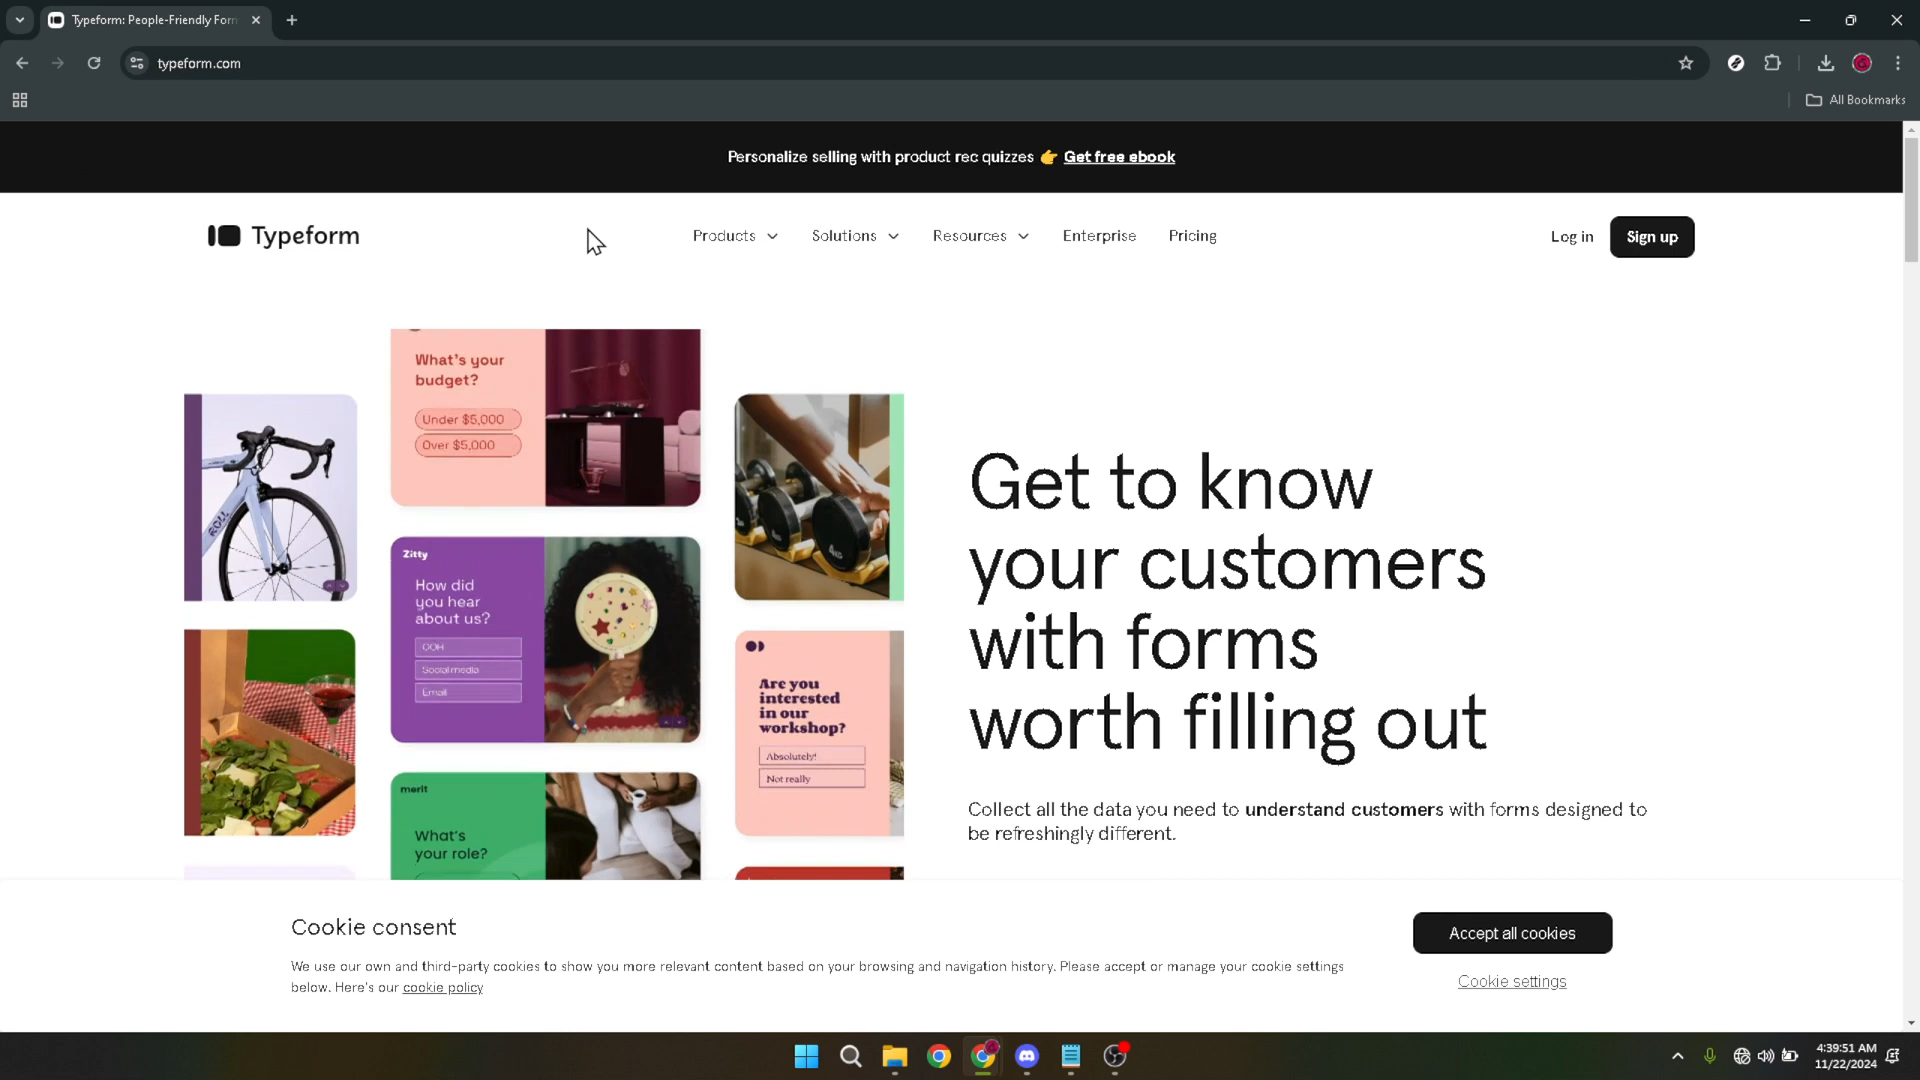 Typeform: People-Friendly Forn
typeform.com
All Bookmarks
Personalize selling with product rec quizzes 👉 Get free ebook
Typeform
Products
Solutions
Resources
Enterprise
Pricing
Log in
Sign up
What's your
budget?
Under $5,000
Over $5,000
ROLL
4KG
Zitty
How did
you hear
about us?
OOH
Social media
Email
Are you
interested
in our
workshop?
Absolutely!
Not really
merit
What's
your role?
Get to know
your customers
with forms
worth filling out
Collect all the data you need to understand customers with forms designed to
be refreshingly different.
Cookie consent
We use our own and third-party cookies to show you more relevant content based on your browsing and navigation history. Please accept or manage your cookie settings
below. Here's our cookie policy
Accept all cookies
Cookie settings
4:39:51 AM
11/22/2024